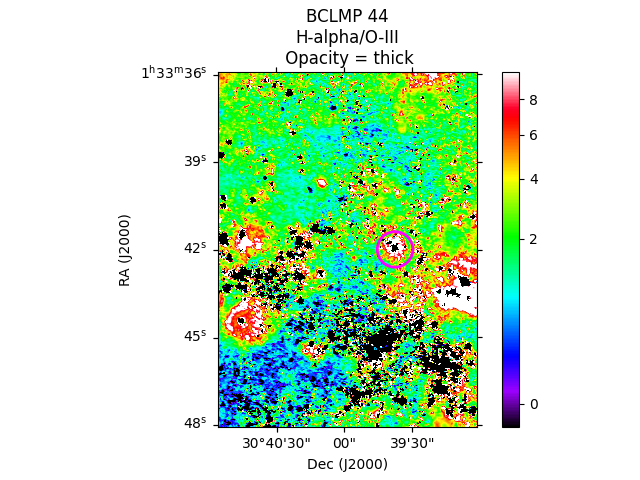 BCLMP 44
H-alpha/O-III
Opacity = thick
1ʰ33ᵐ36ˢ
39ˢ
42ˢ
45ˢ
48ˢ
RA (J2000)
30°40'30" 00" 39'30"
Dec (J2000)
8
6
4
2
0